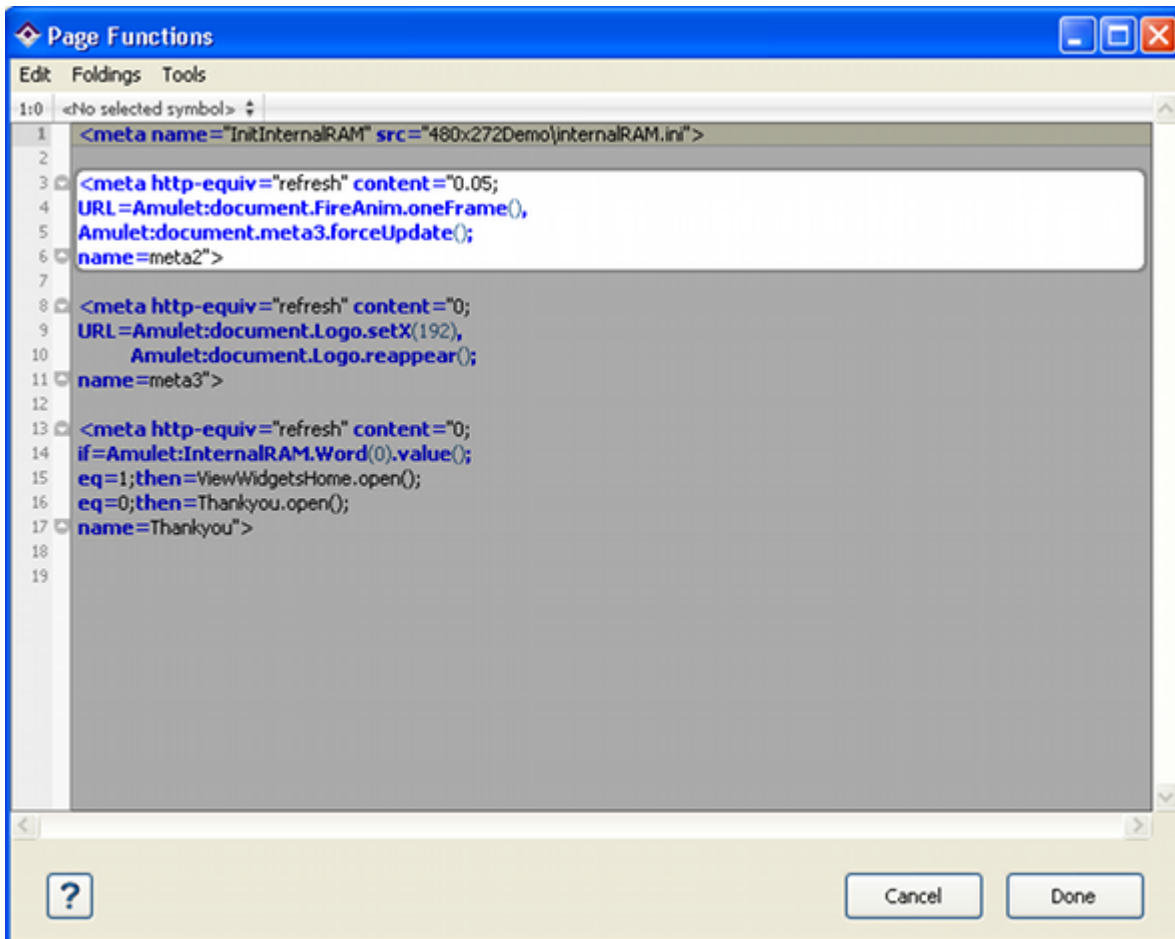 Page Functions
Edit Foldings Tools
1:0 <No selected symbol>
1 <meta name="InitInternalRAM" src="480x272Demo\internalRAM.ini">
2
3 <meta http-equiv="refresh" content="0.05;
4 URL=Amulet:document.FireAnim.oneFrame(),
5 Amulet:document.meta3.forceUpdate();
6 name=meta2">
7
8 <meta http-equiv="refresh" content="0;
9 URL=Amulet:document.Logo.setX(192),
10 Amulet:document.Logo.reappear();
11 name=meta3">
12
13 <meta http-equiv="refresh" content="0;
14 if=Amulet:InternalRAM.Word(0).value();
15 eq=1;then=ViewWidgetsHome.open();
16 eq=0;then=Thankyou.open();
17 name=Thankyou">
18
19
? Cancel Done